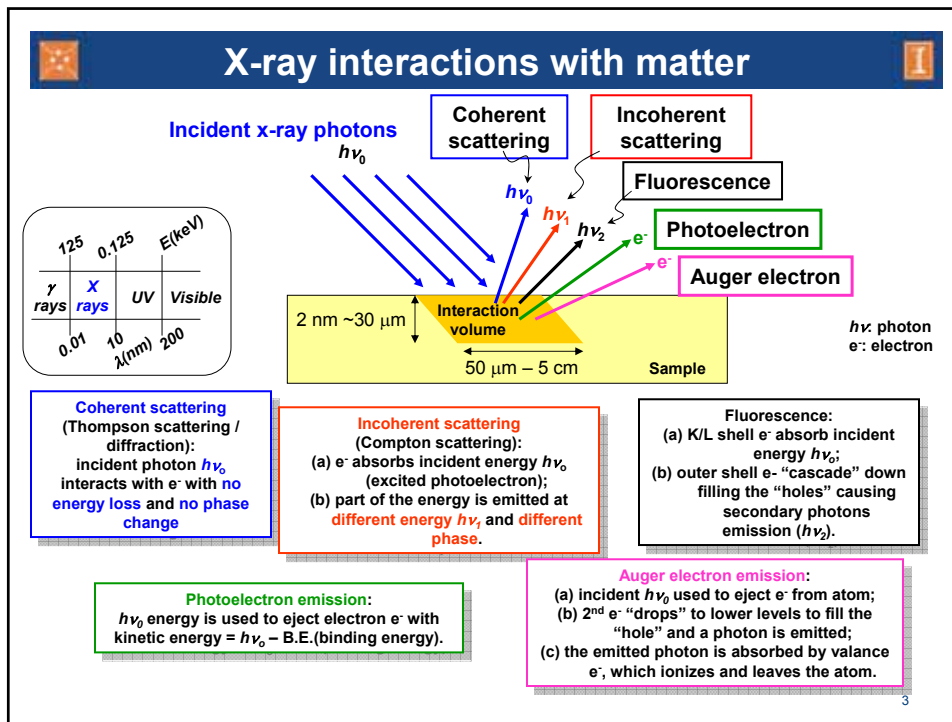 X-ray interactions with matter
Incident x-ray photons
hν₀
Coherent
scattering
Incoherent
scattering
Fluorescence
Photoelectron
Auger electron
hν₀
hν₁
hν₂
e⁻
e⁻
125
0.125
E(keV)
γ
rays
X
rays
UV
Visible
0.01
10
λ(nm)
200
2 nm ~30 μm
Interaction
volume
50 μm – 5 cm
Sample
hν: photon
e⁻: electron
Coherent scattering
(Thompson scattering /
diffraction):
incident photon hνₒ
interacts with e⁻ with no
energy loss and no phase
change
Incoherent scattering
(Compton scattering):
(a) e⁻ absorbs incident energy hνₒ
(excited photoelectron);
(b) part of the energy is emitted at
different energy hν₁ and different
phase.
Fluorescence:
(a) K/L shell e⁻ absorb incident
energy hνₒ;
(b) outer shell e- “cascade” down
filling the “holes” causing
secondary photons
emission (hν₂).
Photoelectron emission:
hν₀ energy is used to eject electron e⁻ with
kinetic energy = hνₒ – B.E.(binding energy).
Auger electron emission:
(a) incident hν₀ used to eject e⁻ from atom;
(b) 2nd e⁻ “drops” to lower levels to fill the
“hole” and a photon is emitted;
(c) the emitted photon is absorbed by valance
e⁻, which ionizes and leaves the atom.
3